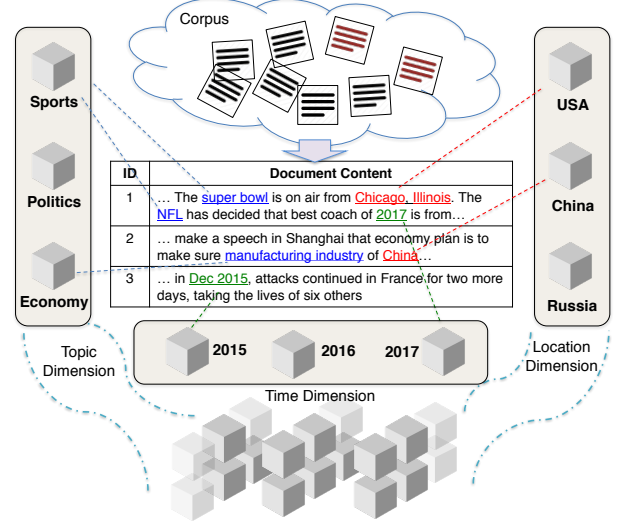 Corpus
Sports
Politics
Economy
USA
China
Russia
ID Document Content
1 … The super bowl is on air from Chicago, Illinois. The
NFL has decided that best coach of 2017 is from…
2 … make a speech in Shanghai that economy plan is to
make sure manufacturing industry of China…
3 … in Dec 2015, attacks continued in France for two more
days, taking the lives of six others
2015
2016
2017
Topic
Dimension
Time Dimension
Location
Dimension